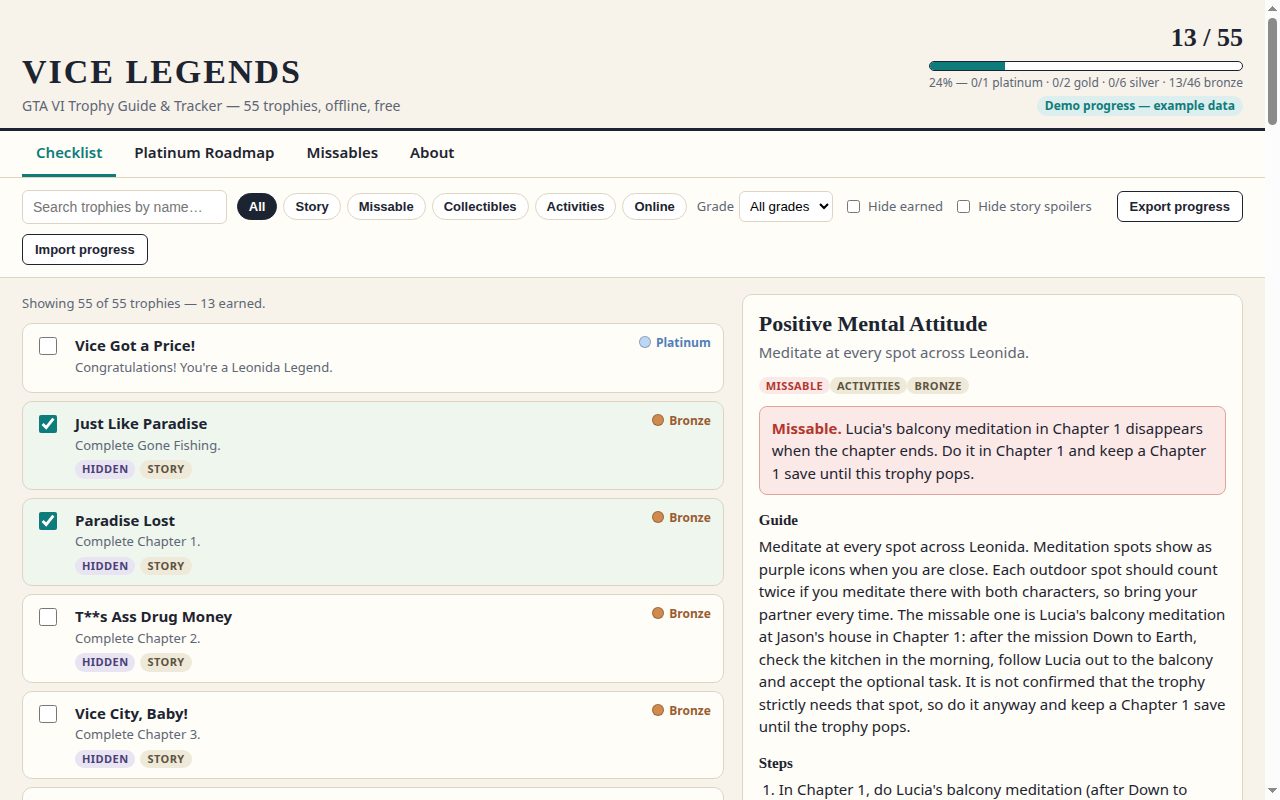 13 / 55
VICE LEGENDS
GTA VI Trophy Guide & Tracker — 55 trophies, offline, free
24% — 0/1 platinum · 0/2 gold · 0/6 silver · 13/46 bronze
Demo progress — example data
Checklist Platinum Roadmap Missables About
Search trophies by name… All Story Missable Collectibles Activities Online Grade All grades Hide earned Hide story spoilers Export progress
Import progress
Showing 55 of 55 trophies — 13 earned.
Vice Got a Price! Platinum
Congratulations! You're a Leonida Legend.
Just Like Paradise Bronze
Complete Gone Fishing.
HIDDEN STORY
Paradise Lost Bronze
Complete Chapter 1.
HIDDEN STORY
T**s Ass Drug Money Bronze
Complete Chapter 2.
HIDDEN STORY
Vice City, Baby! Bronze
Complete Chapter 3.
HIDDEN STORY
Positive Mental Attitude
Meditate at every spot across Leonida.
MISSABLE ACTIVITIES BRONZE
Missable. Lucia's balcony meditation in Chapter 1 disappears
when the chapter ends. Do it in Chapter 1 and keep a Chapter
1 save until this trophy pops.
Guide
Meditate at every spot across Leonida. Meditation spots show as
purple icons when you are close. Each outdoor spot should count
twice if you meditate there with both characters, so bring your
partner every time. The missable one is Lucia's balcony meditation
at Jason's house in Chapter 1: after the mission Down to Earth,
check the kitchen in the morning, follow Lucia out to the balcony
and accept the optional task. It is not confirmed that the trophy
strictly needs that spot, so do it anyway and keep a Chapter 1 save
until the trophy pops.
Steps
1. In Chapter 1, do Lucia's balcony meditation (after Down to